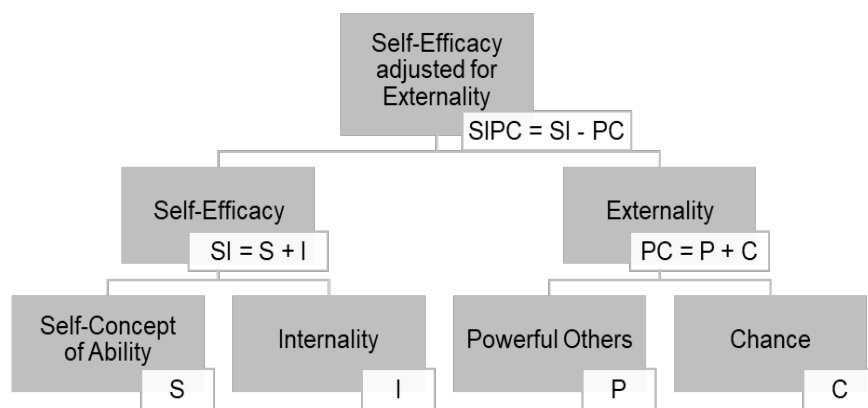 Self-Efficacy
adjusted for
Externality
SIPC = SI - PC
Self-Efficacy
SI = S + I
Externality
PC = P + C
Self-Concept
of Ability
S
Internality
I
Powerful Others
P
Chance
C